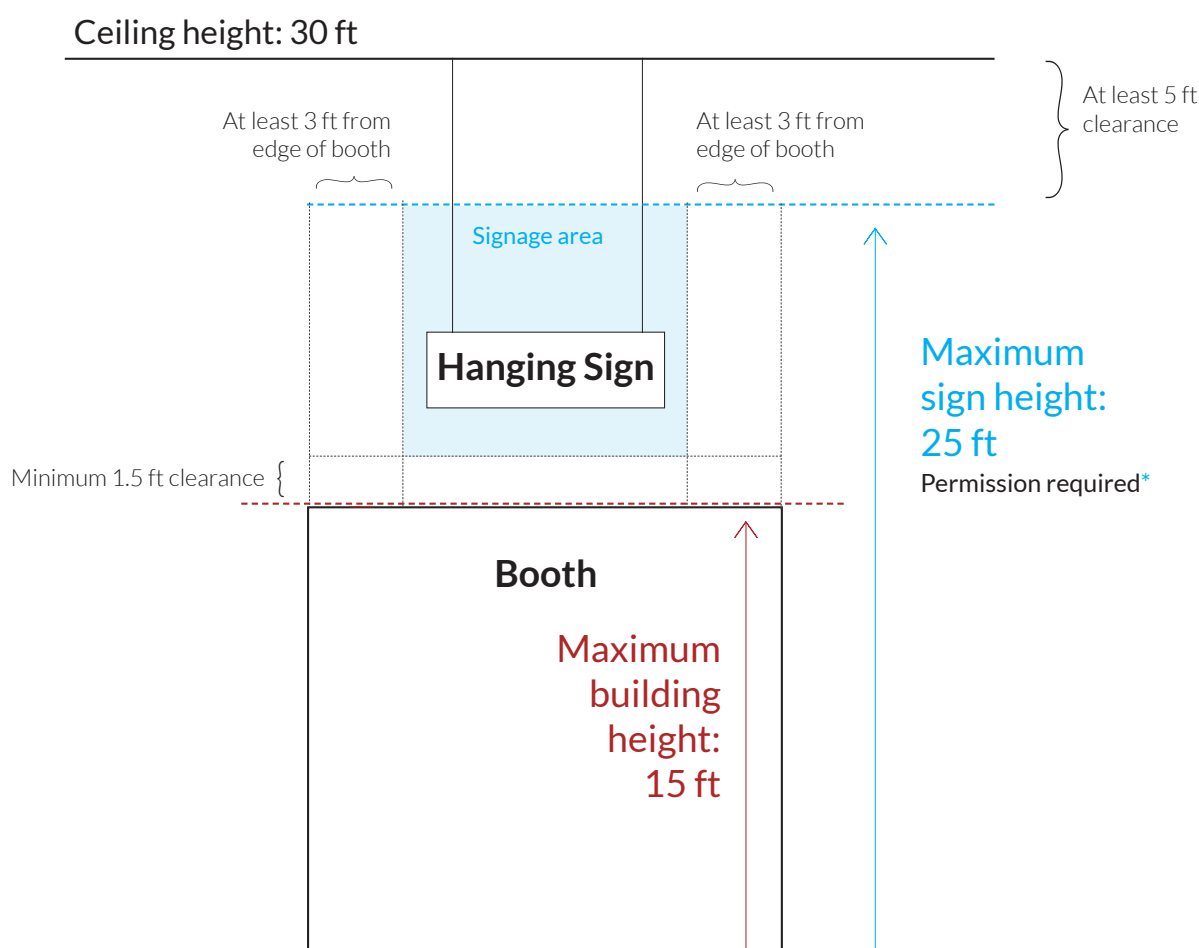 Ceiling height: 30 ft
At least 5 ft
clearance
At least 3 ft from
edge of booth
At least 3 ft from
edge of booth
Signage area
Hanging Sign
Maximum
sign height:
25 ft
Permission required*
Minimum 1.5 ft clearance
Booth
Maximum
building
height:
15 ft